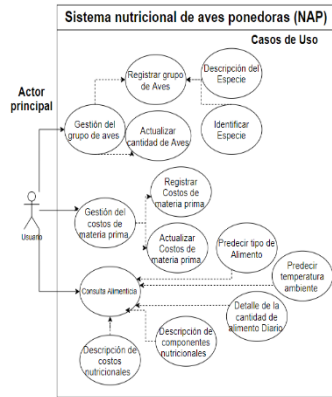 Sistema nutricional de aves ponedoras (NAP)
Casos de Uso
Actor
principal
Registrar grupo
de Aves
Descripción del
Especie
Gestión del
grupo de aves
Actualizar
cantidad de Aves
Identificar
Especie
Registrar
Costos de
materia prima
Usuario
Gestión del
costos de
materia prima
Actualizar
Costos de
materia Prima
Predecir tipo de
Alimento
Predecir
temperatura
ambiente
Consulta Alimenticia
Detalle de la
cantidad de
alimento Diario
Descripción de
costos
nutricionales
Descripción de
componentes
nutricionales